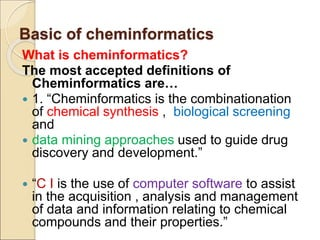 Basic of cheminformatics
What is cheminformatics?
The most accepted definitions of
Cheminformatics are…
• 1. “Cheminformatics is the combinationation
of chemical synthesis , biological screening
and
• data mining approaches used to guide drug
discovery and development.”
• “C I is the use of computer software to assist
in the acquisition , analysis and management
of data and information relating to chemical
compounds and their properties.”